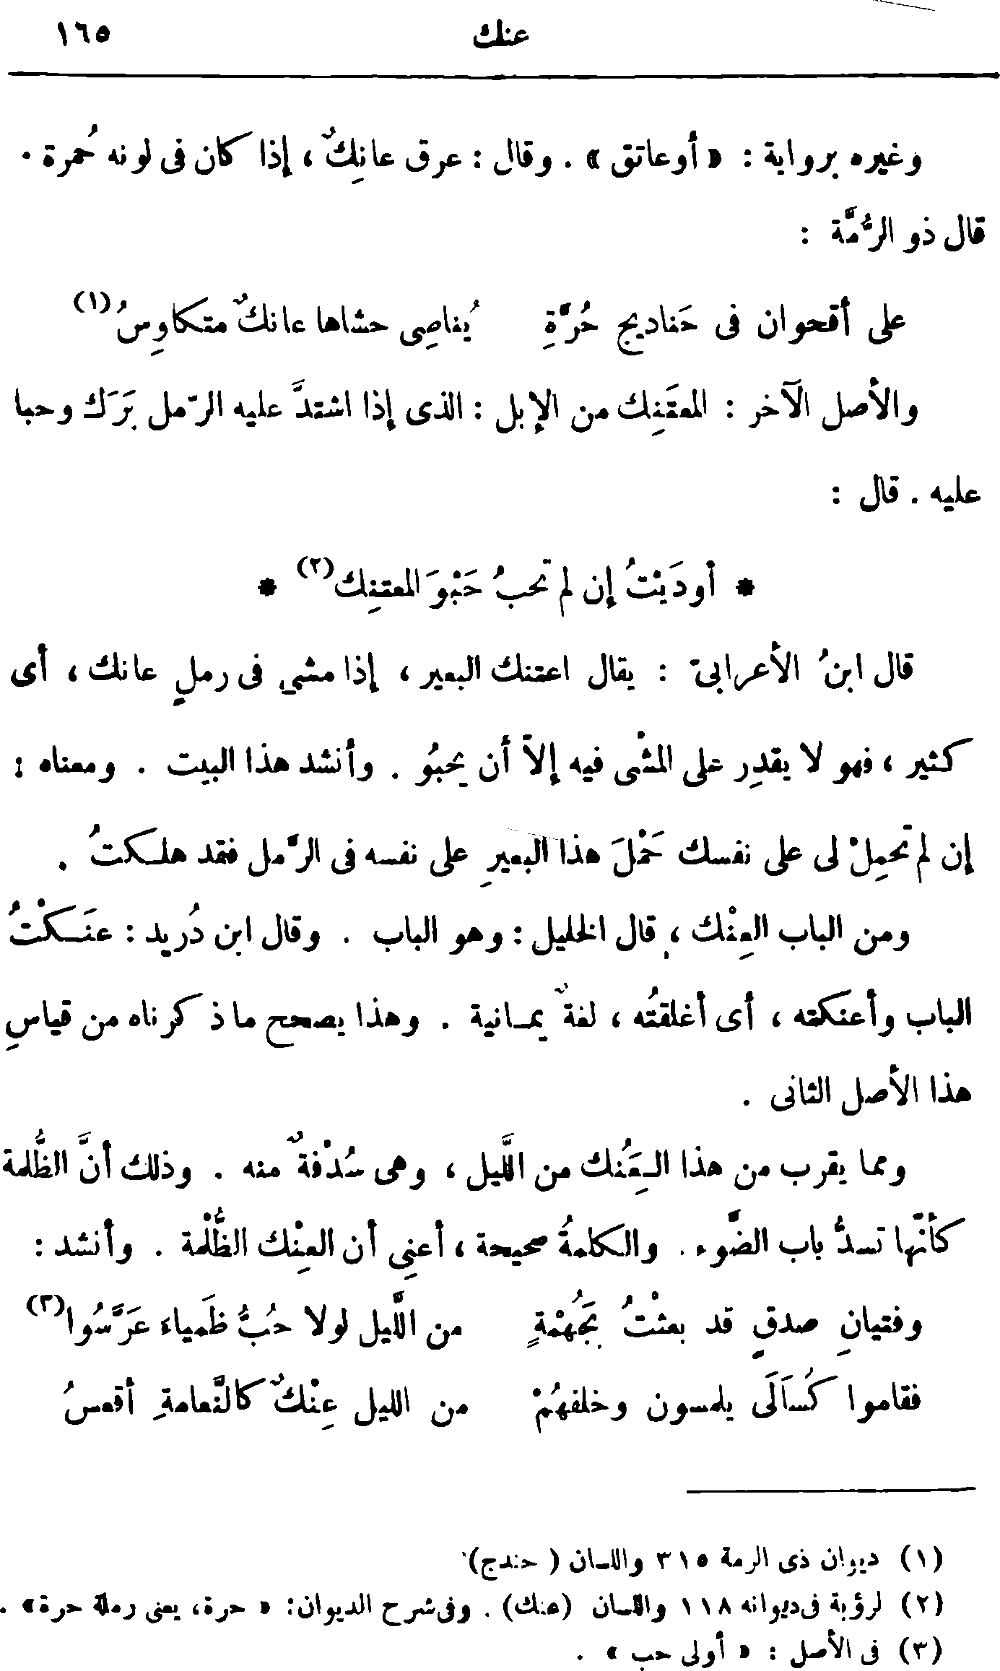 عنك ١٦٥
وغيره برواية : « أوعاتق » . وقال : عرق عانِكٌ ، إذا كان فى لونه حُمرة .
قال ذو الرُّمَّة :
على أقحوان فى حَناديج حُرَّةٍ يُناصِى حشاها عانكٌ متكاوِسُ(١)
والأصل الآخر : المعتَنِك من الإبل : الذى إذا اشتدَّ عليه الرّمل بَرَك وحبا
عليه . قال :
* أودَيْتُ إن لم تحبُ حَبْوَ المعتنِك(٢) *
قال ابنُ الأعرابىّ : يقال اعتنك البعير ، إذا مشى فى رملٍ عانك ، أى
كثير ، فهو لا يقدِر على المشْى فيه إلاّ أن يحبُو . وأنشد هذا البيت . ومعناه :
إن لم تحمِلْ لى على نفسك حَمْلَ هذا البعيرِ على نفسه فى الرَّمل فقد هلكتُ .
ومن الباب العِنْك ، قال الخليل : وهو الباب . وقال ابن دُريد : عنَكْتُ
الباب وأعنكته ، أى أغلقتُه ، لغةٌ يمانية . وهذا يصحح ما ذكرناه من قياسِ
هذا الأصل الثانى .
ومما يقرب من هذا العِنَُك من اللَّيل ، وهى سُدْفةٌ منه . وذلك أنَّ الظُّلمة
كأنّها تسدُّ باب الضَّوء . والكلمةُ صحيحة ، أعنِى أن العِنْك الظُّلْمة . وأنشد :
وفتيانِ صدقٍ قد بعثْتُ بجُهْمةٍ من اللَّيل لولا حُبُّ ظَمياءَ عَرَّسُوا(٣)
فقاموا كُسَالَى يلمسون وخلفهُمْ من الليل عِنْكٌ كالنَّعامةِ أقعسُ
(١) ديوان ذى الرمة ٣١٥ واللسان ( حندج )
(٢) لرؤبة فى ديوانه ١١٨ واللسان (عنك) . وفى شرح الديوان : « حرة، يعنى رملة حرة » .
(٣) فى الأصل : « أولى حب » .